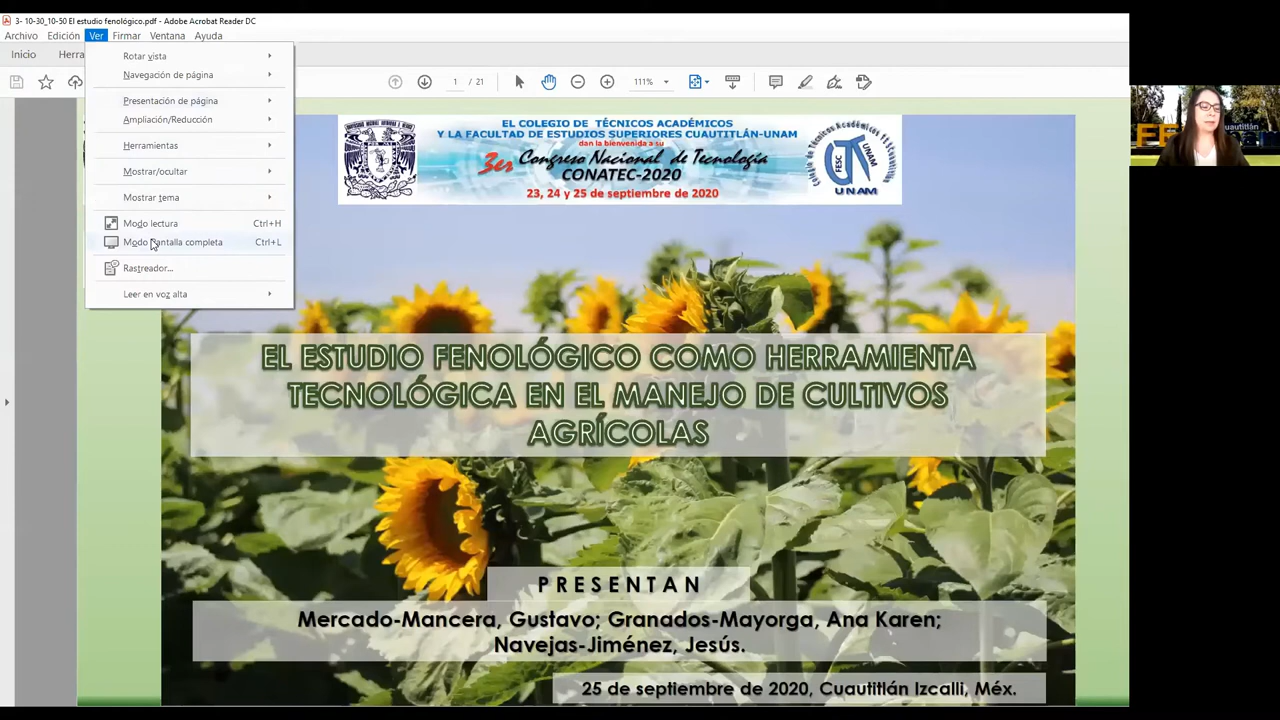 3- 10-30_10-50 El estudio fenológico.pdf - Adobe Acrobat Reader DC
Archivo Edición Ver Firmar Ventana Ayuda
Inicio Herra
1 / 21 111%
Rotar vista
Navegación de página
Presentación de página
Ampliación/Reducción
Herramientas
Mostrar/ocultar
Mostrar tema
Modo lectura Ctrl+H
Modo Pantalla completa Ctrl+L
Rastreador...
Leer en voz alta
EL COLEGIO DE TÉCNICOS ACADÉMICOS
Y LA FACULTAD DE ESTUDIOS SUPERIORES CUAUTITLÁN-UNAM
dan la bienvenida a su
3er Congreso Nacional de Tecnología
CONATEC-2020
23, 24 y 25 de septiembre de 2020
UNAM
EL ESTUDIO FENOLÓGICO COMO HERRAMIENTA
TECNOLÓGICA EN EL MANEJO DE CULTIVOS
AGRÍCOLAS
PRESENTAN
Mercado-Mancera, Gustavo; Granados-Mayorga, Ana Karen;
Navejas-Jiménez, Jesús.
25 de septiembre de 2020, Cuautitlán Izcalli, Méx.
Cuautitlán